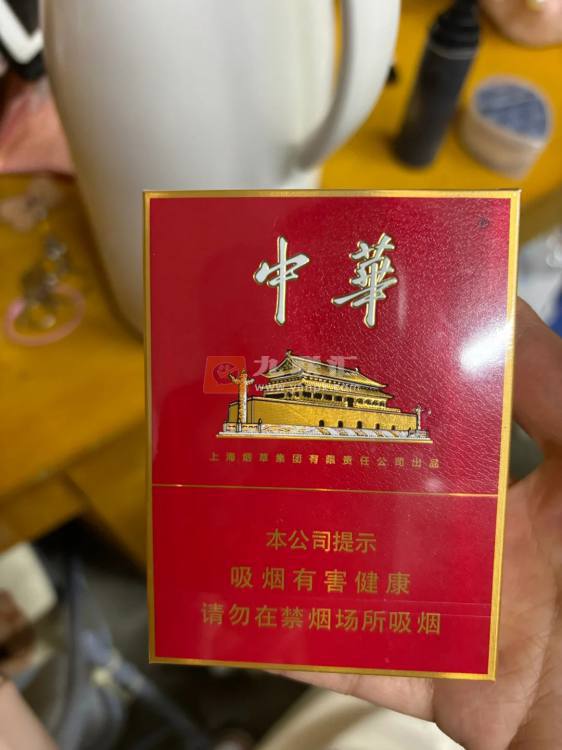 中華
上海烟草集团有限责任公司出品
本公司提示
吸烟有害健康
请勿在禁烟场所吸烟